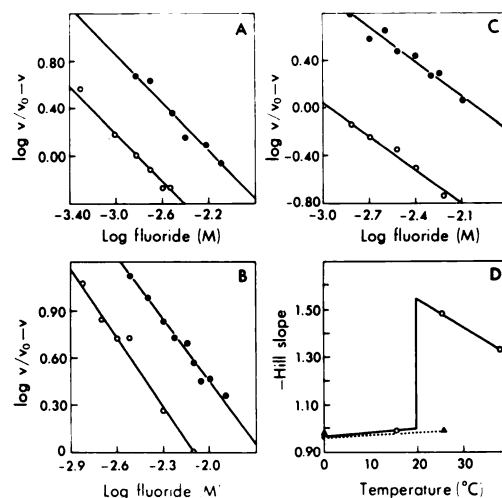 A
log v/v₀–v
0.80
0.40
0.00
-3.40
-3.0
-2.6
-2.2
Log fluoride (M)
C
0.80
0.40
0.00
-0.40
-0.80
-3.0
-2.7
-2.4
-2.1
Log fluoride (M)
B
log v/v₀–v
0.90
0.60
0.30
0
-2.9
-2.6
-2.3
-2.0
Log fluoride M
D
–Hill slope
1.50
1.30
1.10
0.90
0
10
20
30
Temperature (°C)